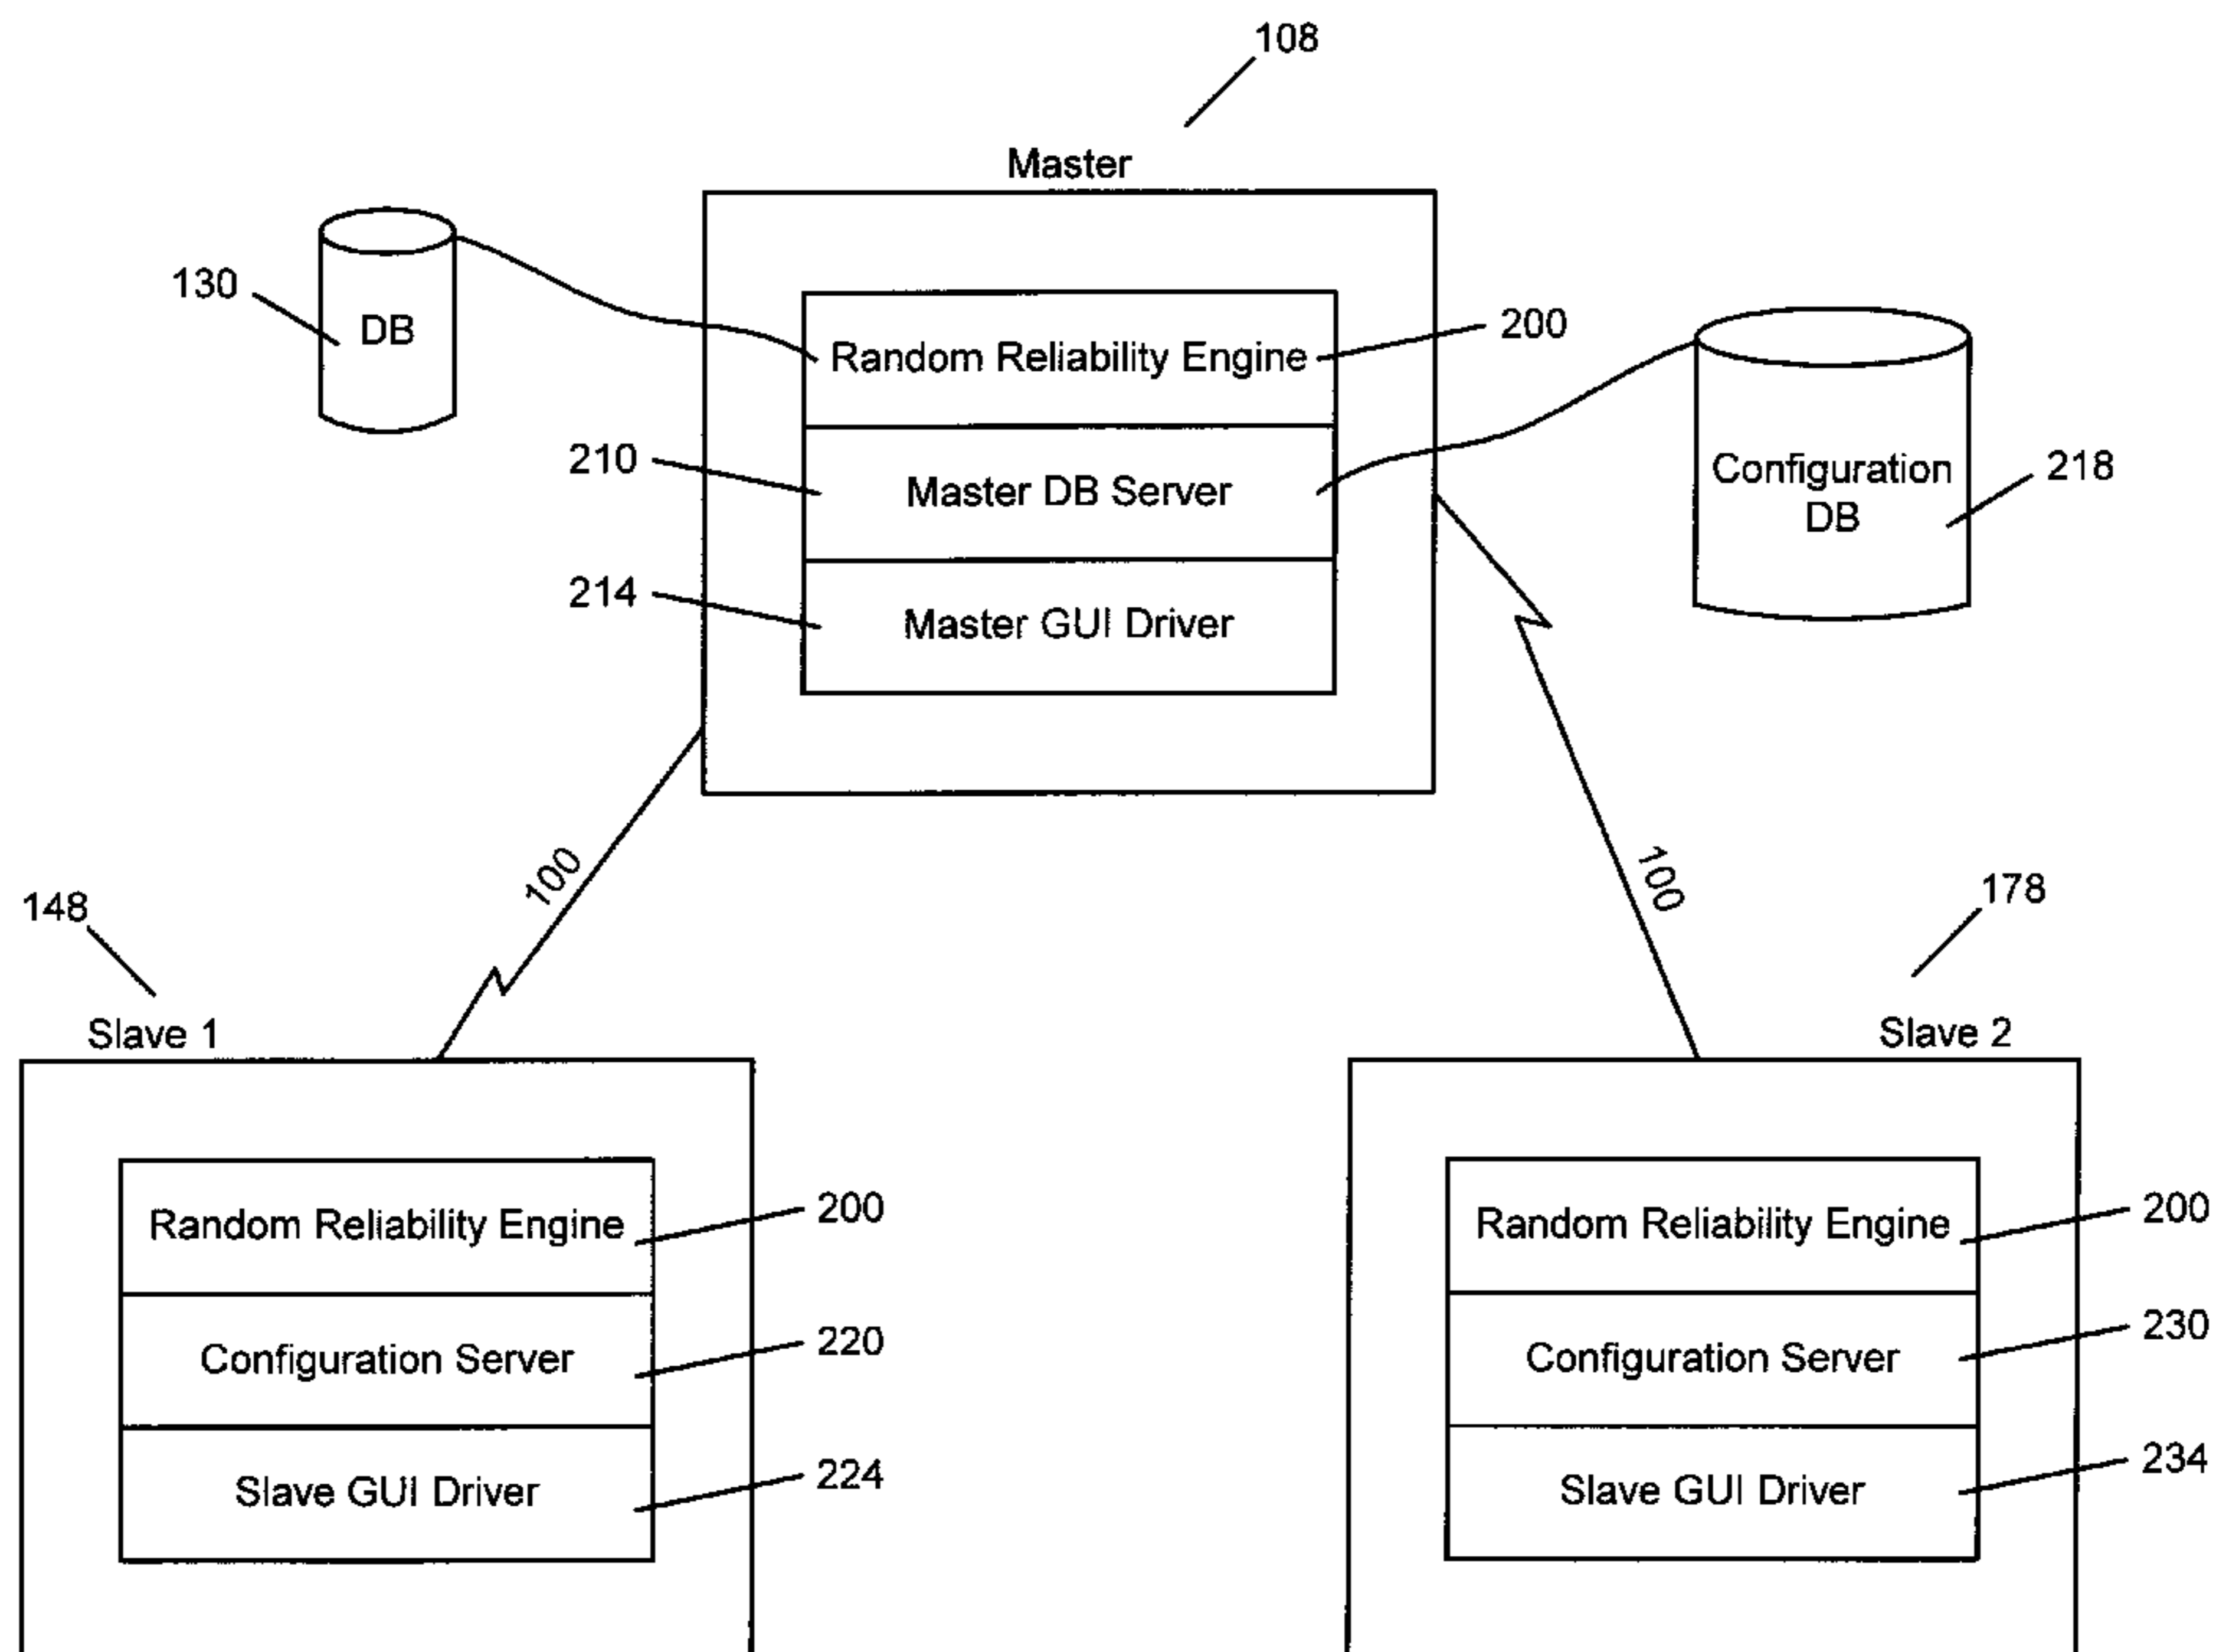 108
Master
130
DB
Random Reliability Engine
200
210
Master DB Server
Configuration
DB
218
214
Master GUI Driver
100
100
148
178
Slave 1
Slave 2
Random Reliability Engine
200
Configuration Server
220
Slave GUI Driver
224
Random Reliability Engine
200
Configuration Server
230
Slave GUI Driver
234